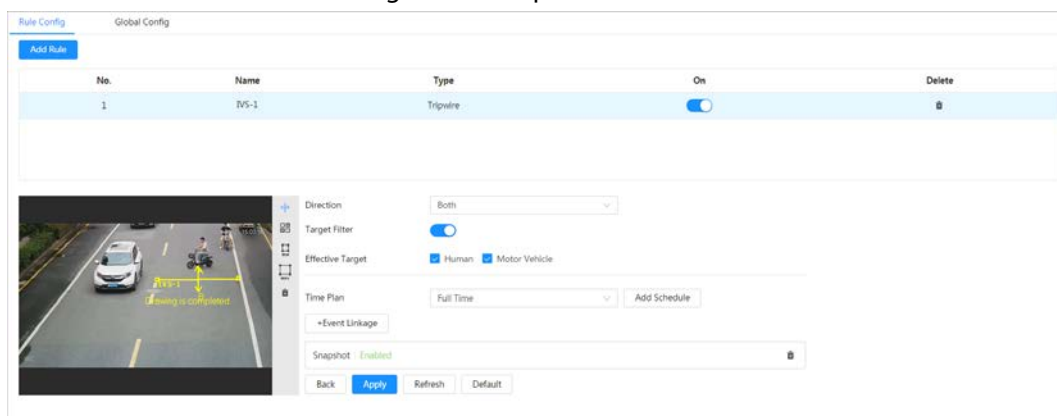 Rule Config Global Config
Add Rule
No. Name Type On Delete
1 IVS-1 Tripwire
Direction Both
Target Filter
Effective Target Human Motor Vehicle
IVS-1
Drawing is completed
Time Plan Full Time Add Schedule
+Event Linkage
Snapshot Enabled
Back Apply Refresh Default